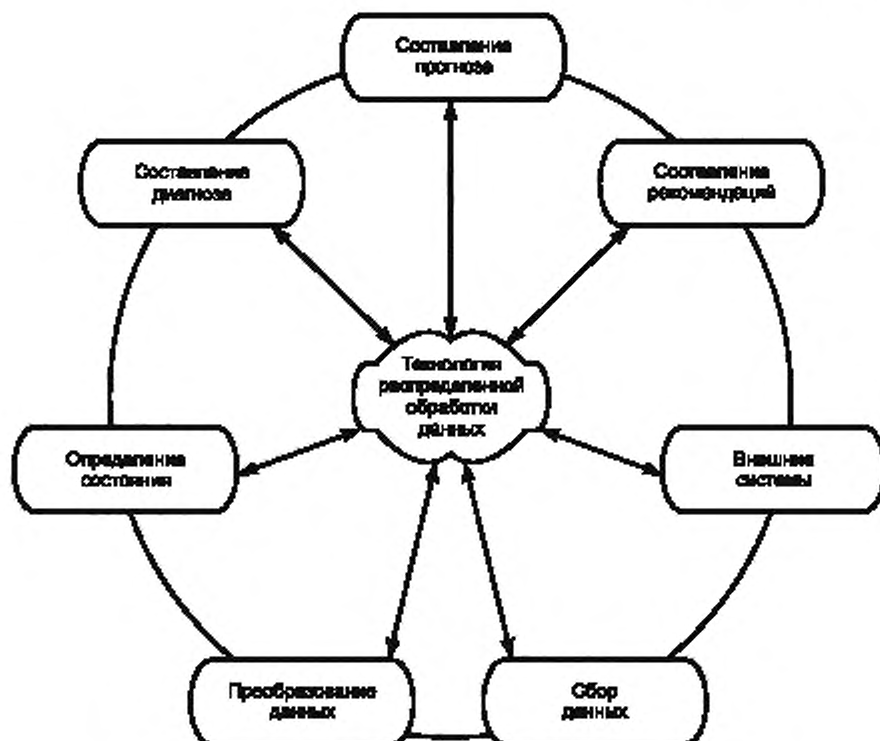 Составление
прогноза
Составление
диагноза
Составление
рекомендаций
Технология
распределенной
обработки
данных
Определение
состояния
Внешние
системы
Преобразование
данных
Сбор
данных